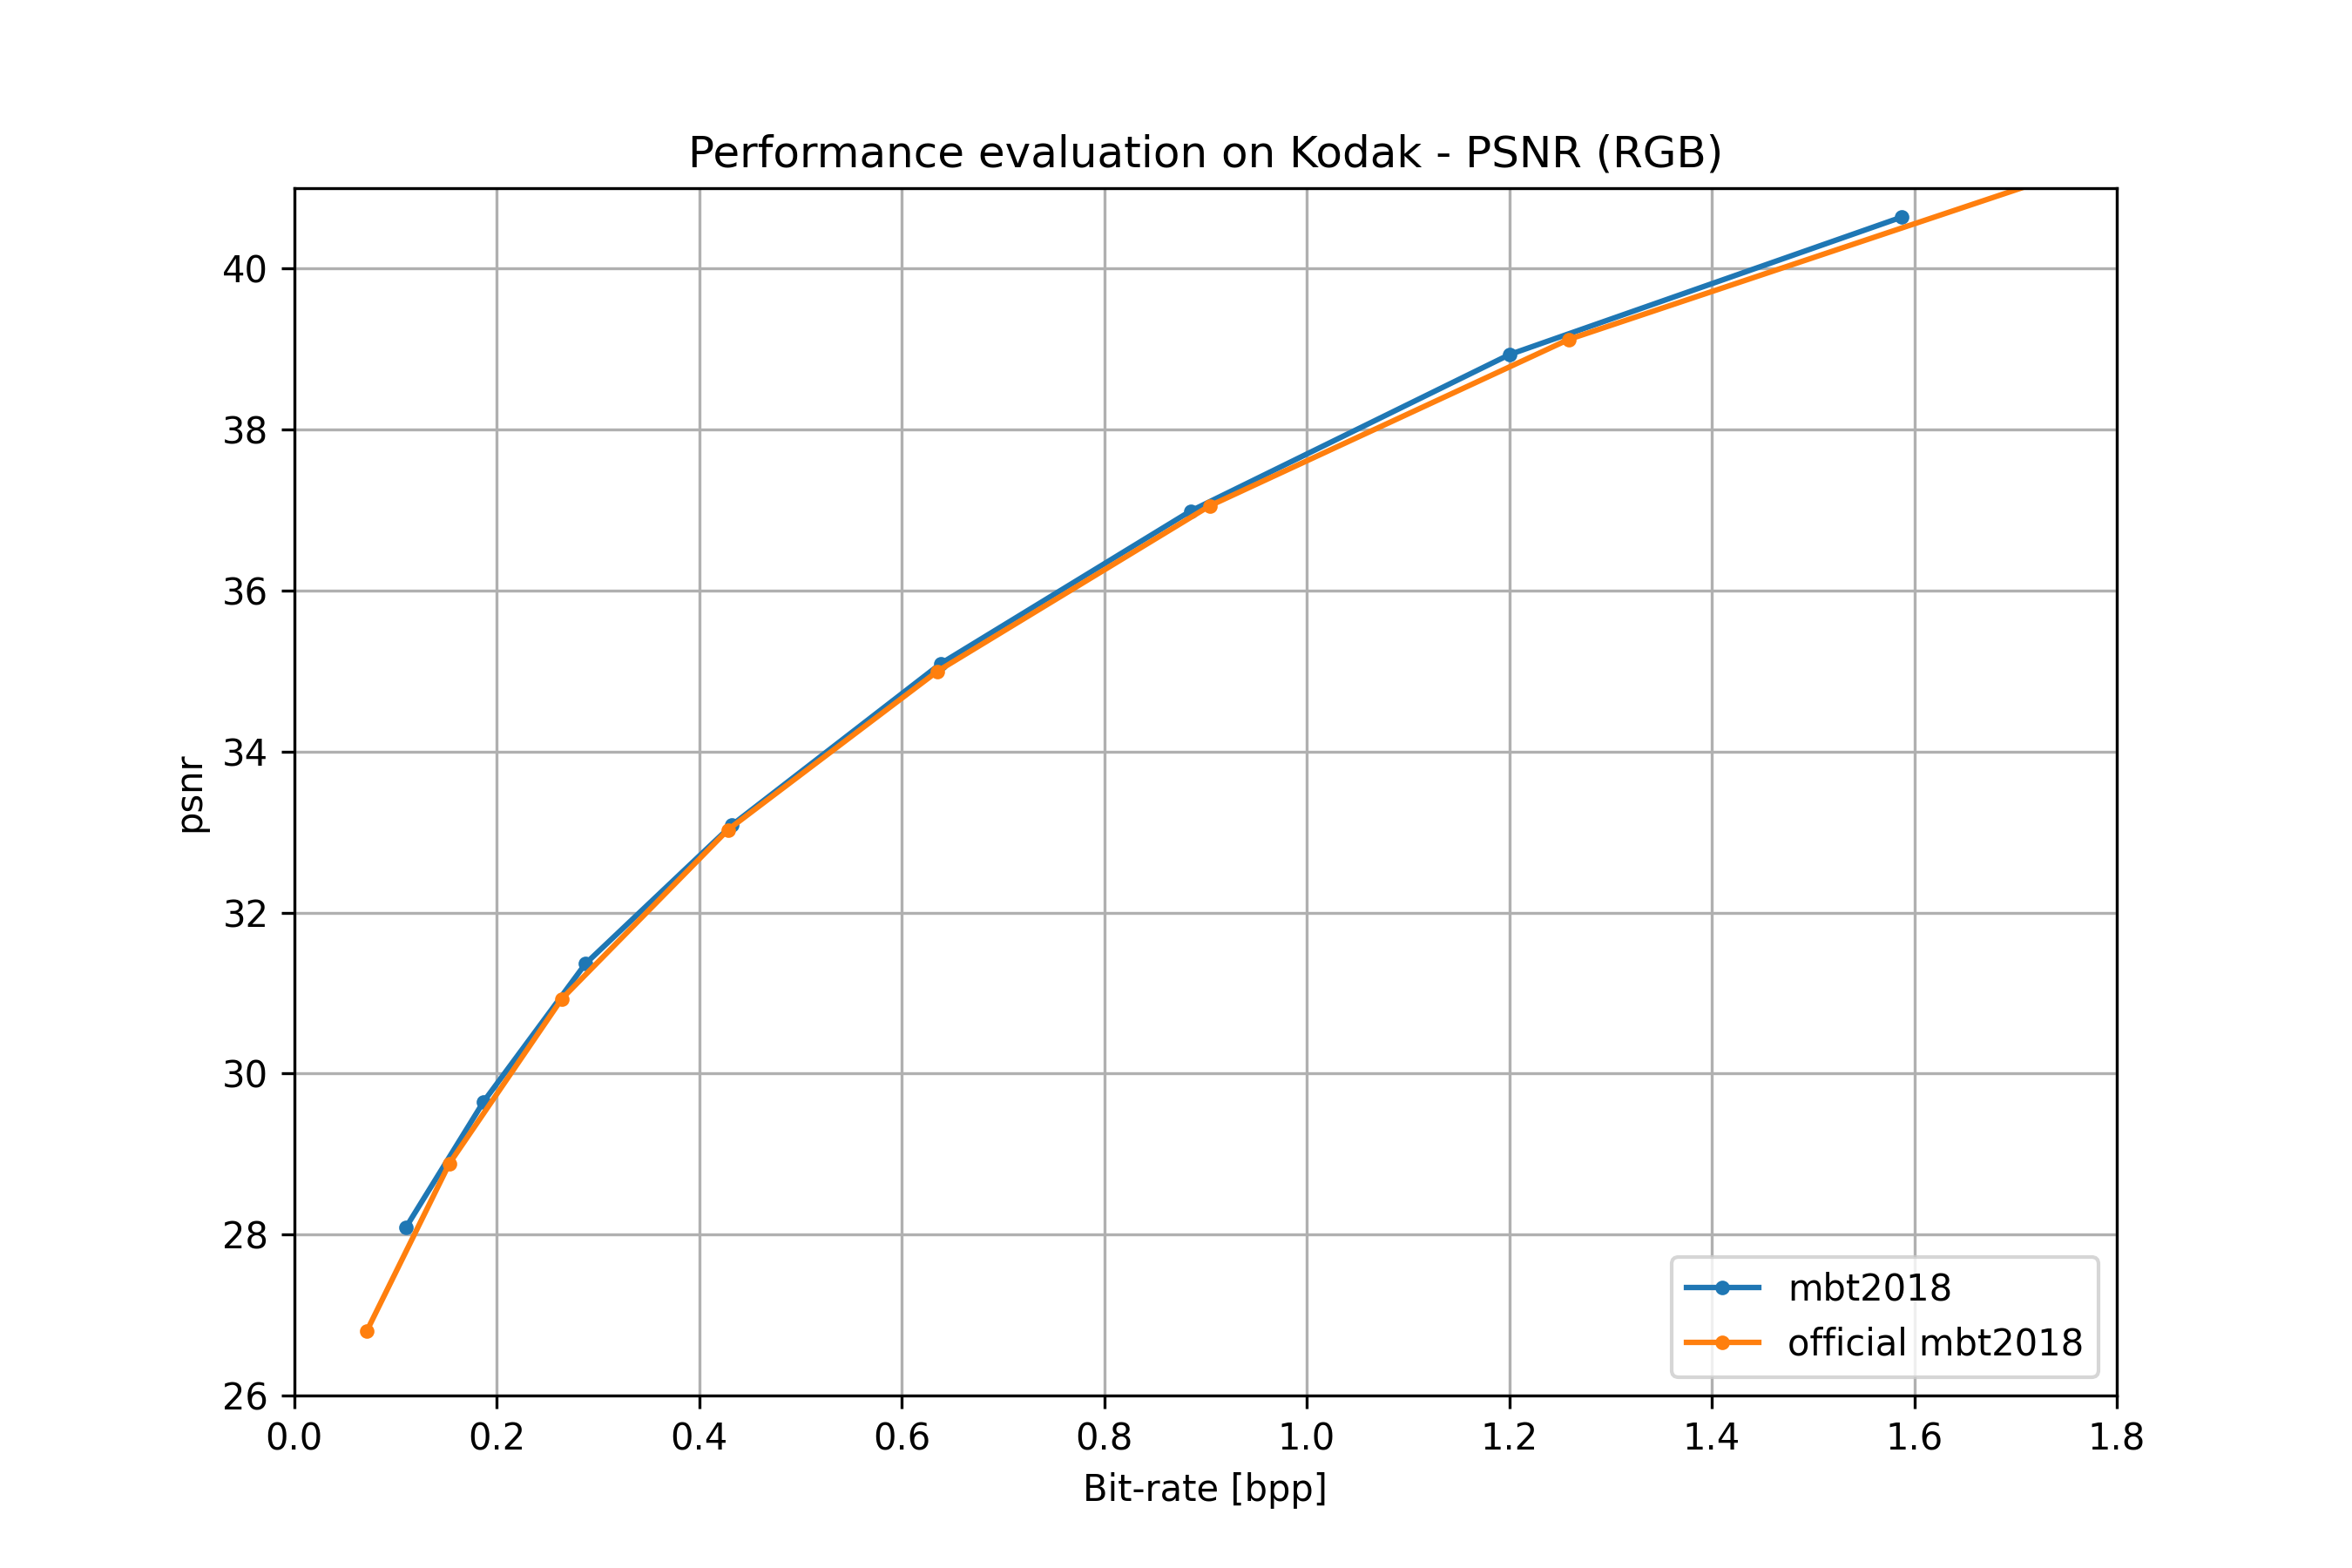 Performance evaluation on Kodak - PSNR (RGB)
40
38
36
34
32
30
28
26
psnr
mbt2018
official mbt2018
0.0 0.2 0.4 0.6 0.8 1.0 1.2 1.4 1.6 1.8
Bit-rate [bpp]